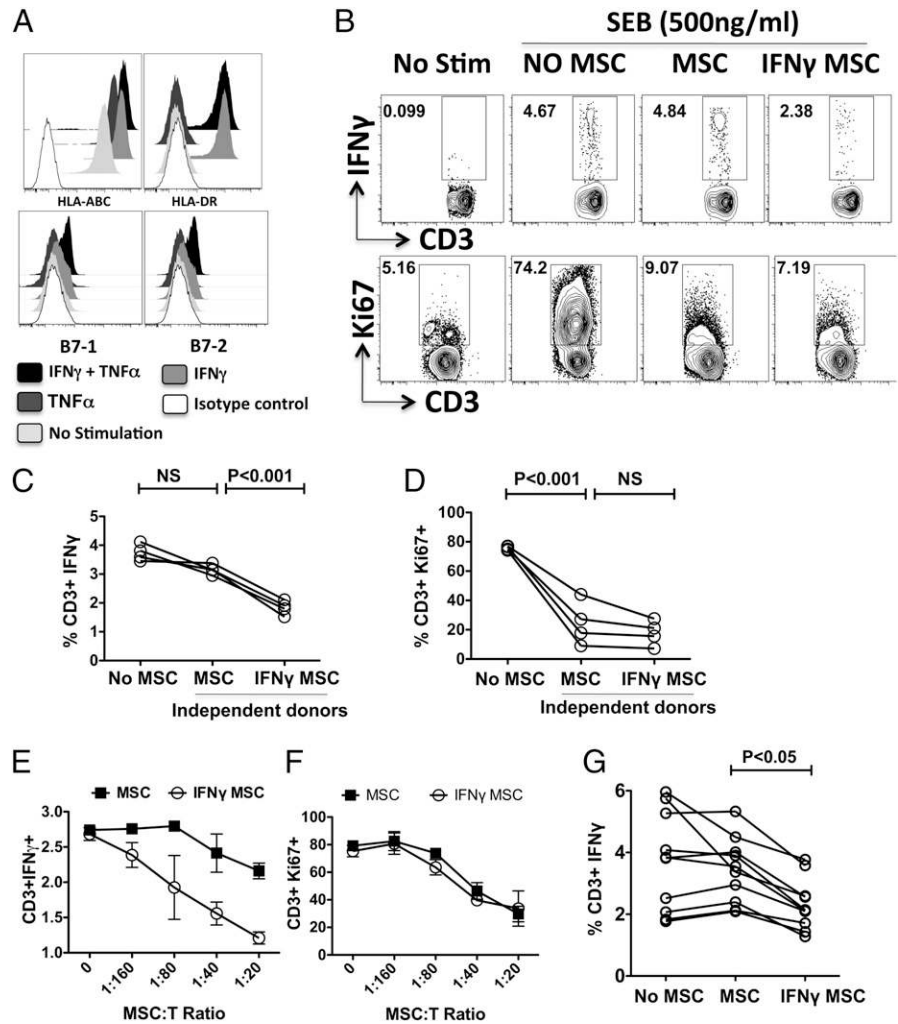 A
HLA-ABC
HLA-DR
B7-1
B7-2
IFNγ + TNFα
IFNγ
TNFα
Isotype control
No Stimulation
B
SEB (500ng/ml)
No Stim
NO MSC
MSC
IFNγ MSC
0.099
4.67
4.84
2.38
IFNγ
CD3
5.16
74.2
9.07
7.19
Ki67
CD3
C
NS
P<0.001
% CD3+ IFNγ
5
4
3
2
1
0
No MSC
MSC
IFNγ MSC
Independent donors
D
P<0.001
NS
% CD3+ Ki67+
100
80
60
40
20
0
No MSC
MSC
IFNγ MSC
Independent donors
E
MSC
IFNγ MSC
CD3+IFNγ+
3.0
2.5
2.0
1.5
1.0
0
1:160
1:80
1:40
1:20
MSC:T Ratio
F
MSC
IFNγ MSC
CD3+ Ki67+
100
80
60
40
20
0
0
1:160
1:80
1:40
1:20
MSC:T Ratio
G
P<0.05
% CD3+ IFNγ
6
4
2
0
No MSC
MSC
IFNγ MSC